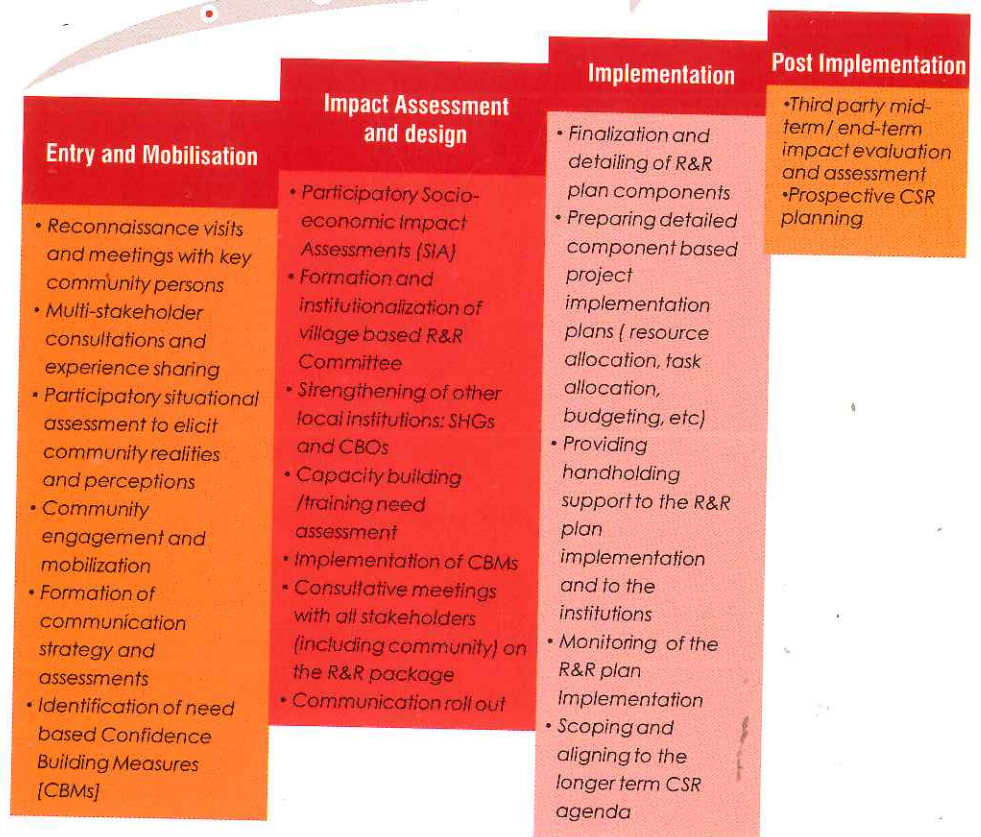 Entry and Mobilisation
• Reconnaissance visits
and meetings with key
community persons
• Multi-stakeholder
consultations and
experience sharing
• Participatory situational
assessment to elicit
community realities
and perceptions
• Community
engagement and
mobilization
• Formation of
communication
strategy and
assessments
• Identification of need
based Confidence
Building Measures
[CBMs]
Impact Assessment
and design
• Participatory Socio-
economic Impact
Assessments (SIA)
• Formation and
institutionalization of
village based R&R
Committee
• Strengthening of other
local institutions: SHGs
and CBOs
• Capacity building
/training need
assessment
• Implementation of CBMs
• Consultative meetings
with all stakeholders
(including community) on
the R&R package
• Communication roll out
Implementation
• Finalization and
detailing of R&R
plan components
• Preparing detailed
component based
project
implementation
plans ( resource
allocation, task
allocation,
budgeting, etc)
• Providing
handholding
support to the R&R
plan
implementation
and to the
institutions
• Monitoring of the
R&R plan
Implementation
• Scoping and
aligning to the
longer term CSR
agenda
Post Implementation
•Third party mid-
term/ end-term
impact evaluation
and assessment
•Prospective CSR
planning